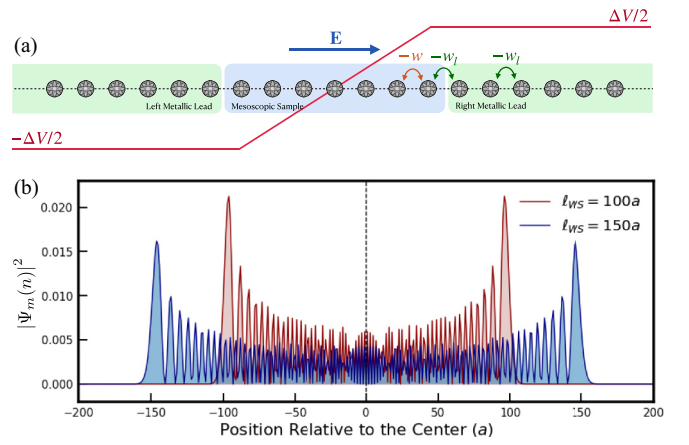 (a)
ΔV/2
E
−w
−w_l
−w_l
Left Metallic Lead
Mesoscopic Sample
Right Metallic Lead
−ΔV/2
(b)
ℓ_WS = 100a
ℓ_WS = 150a
|Ψ_m(n)|²
0.020
0.015
0.010
0.005
0.000
−200 −150 −100 −50 0 50 100 150 200
Position Relative to the Center (a)